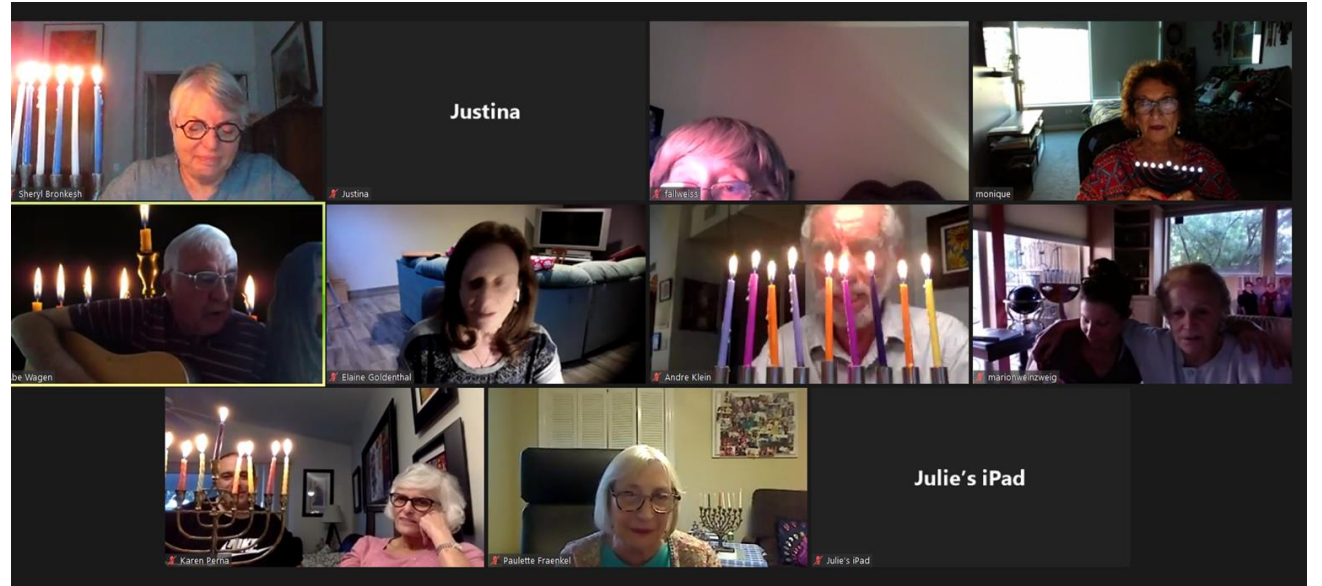 Sheryl Bronkesh
Justina
Justina
fallweiss
monique
be Wagen
Elaine Goldenthal
Andre Klein
marionweinzweig
Karen Perna
Paulette Fraenkel
Julie's iPad
Julie's iPad